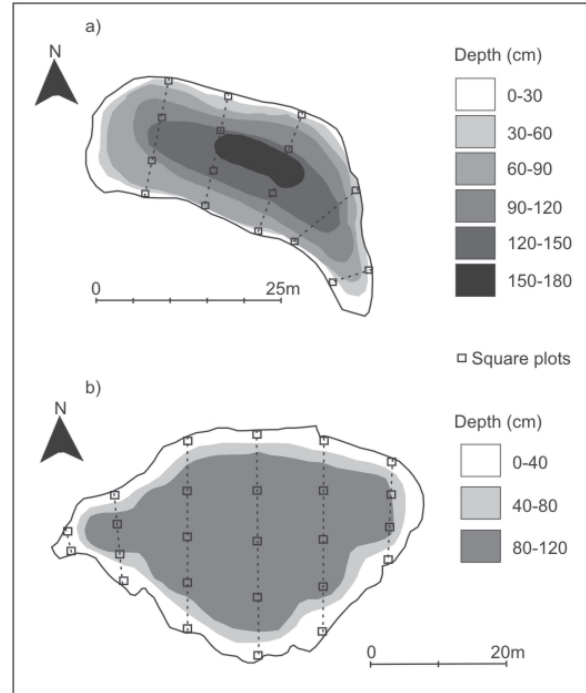 a)
N
Depth (cm)
0-30
30-60
60-90
90-120
120-150
150-180
0 25m
Square plots
b)
N
Depth (cm)
0-40
40-80
80-120
0 20m